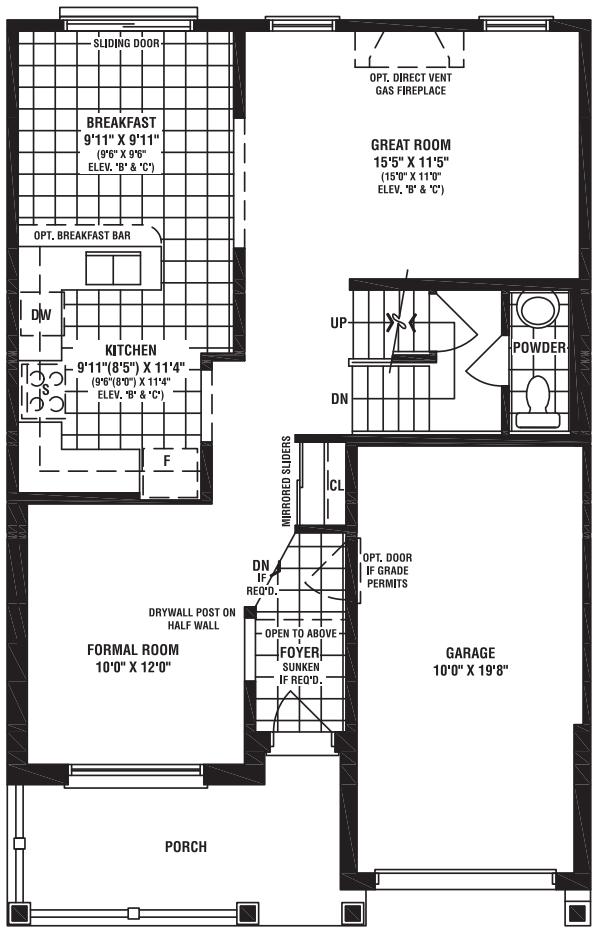 SLIDING DOOR
BREAKFAST
9'11" X 9'11"
(9'6" X 9'6"
ELEV. 'B' & 'C')
OPT. DIRECT VENT
GAS FIREPLACE
GREAT ROOM
15'5" X 11'5"
(15'0" X 11'0"
ELEV. 'B' & 'C')
OPT. BREAKFAST BAR
DW
UP
POWDER
KITCHEN
9'11"(8'5") X 11'4"
(9'6"(8'0") X 11'4"
ELEV. 'B' & 'C')
S
DN
F
MIRRORED SLIDERS
CL
DN
IF
REQ'D.
OPT. DOOR
IF GRADE
PERMITS
DRYWALL POST ON
HALF WALL
OPEN TO ABOVE
FOYER
SUNKEN
IF REQ'D.
FORMAL ROOM
10'0" X 12'0"
GARAGE
10'0" X 19'8"
PORCH